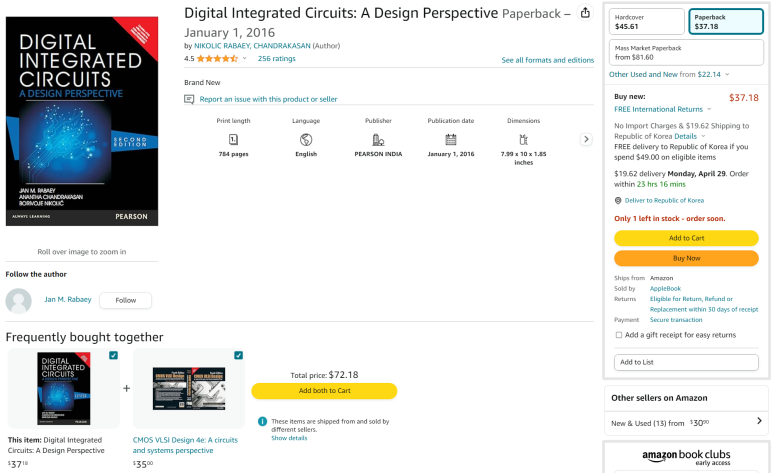 DIGITAL
INTEGRATED
CIRCUITS
A DESIGN PERSPECTIVE
SECOND
EDITION
JAN M. RABAEY
ANANTHA CHANDRAKASAN
BORIVOJE NIKOLIĆ
ALWAYS LEARNING
PEARSON
Roll over image to zoom in
Follow the author
Jan M. Rabaey
Follow
Digital Integrated Circuits: A Design Perspective Paperback –
January 1, 2016
by NIKOLIC RABAEY, CHANDRAKASAN (Author)
4.5
256 ratings
See all formats and editions
Brand New
Report an issue with this product or seller
Print length
784 pages
Language
English
Publisher
PEARSON INDIA
Publication date
January 1, 2016
Dimensions
7.99 x 10 x 1.85
inches
Frequently bought together
DIGITAL
INTEGRATED
CIRCUITS
+
This item: Digital Integrated
Circuits: A Design Perspective
$3718
CMOS VLSI Design 4e: A circuits
and systems perspective
$3500
Total price: $72.18
Add both to Cart
These items are shipped from and sold by
different sellers.
Show details
Hardcover
$45.61
Paperback
$37.18
Mass Market Paperback
from $81.60
Other Used and New from $22.14
Buy new:
$37.18
FREE International Returns
No Import Charges & $19.62 Shipping to
Republic of Korea Details
FREE delivery to Republic of Korea if you
spend $49.00 on eligible items
$19.62 delivery Monday, April 29. Order
within 23 hrs 16 mins
Deliver to Republic of Korea
Only 1 left in stock - order soon.
Add to Cart
Buy Now
Ships from Amazon
Sold by AppleBook
Returns Eligible for Return, Refund or
Replacement within 30 days of receipt
Payment Secure transaction
Add a gift receipt for easy returns
Add to List
Other sellers on Amazon
New & Used (13) from $3000
amazon book clubs
early access